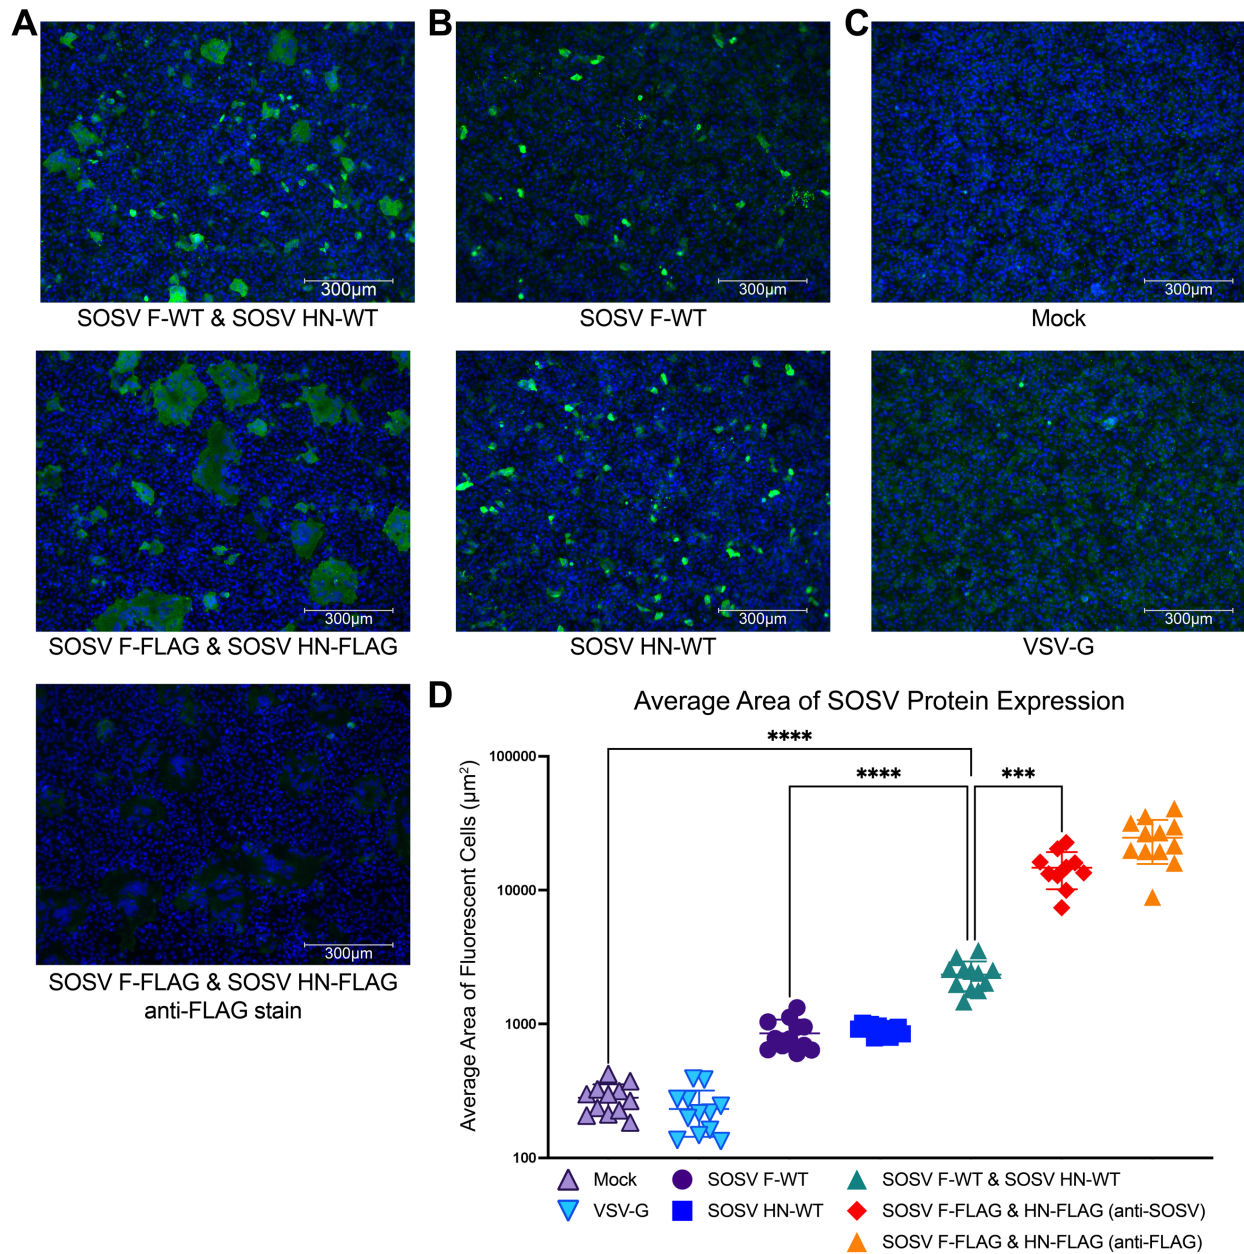 A
B
C
300µm
300µm
300µm
SOSV F-WT & SOSV HN-WT
SOSV F-WT
Mock
300µm
300µm
300µm
SOSV F-FLAG & SOSV HN-FLAG
SOSV HN-WT
VSV-G
300µm
SOSV F-FLAG & SOSV HN-FLAG
anti-FLAG stain
D
Average Area of SOSV Protein Expression
Average Area of Fluorescent Cells (µm²)
100000
10000
1000
100
****
****
***
Mock
SOSV F-WT
SOSV F-WT & SOSV HN-WT
VSV-G
SOSV HN-WT
SOSV F-FLAG & HN-FLAG (anti-SOSV)
SOSV F-FLAG & HN-FLAG (anti-FLAG)